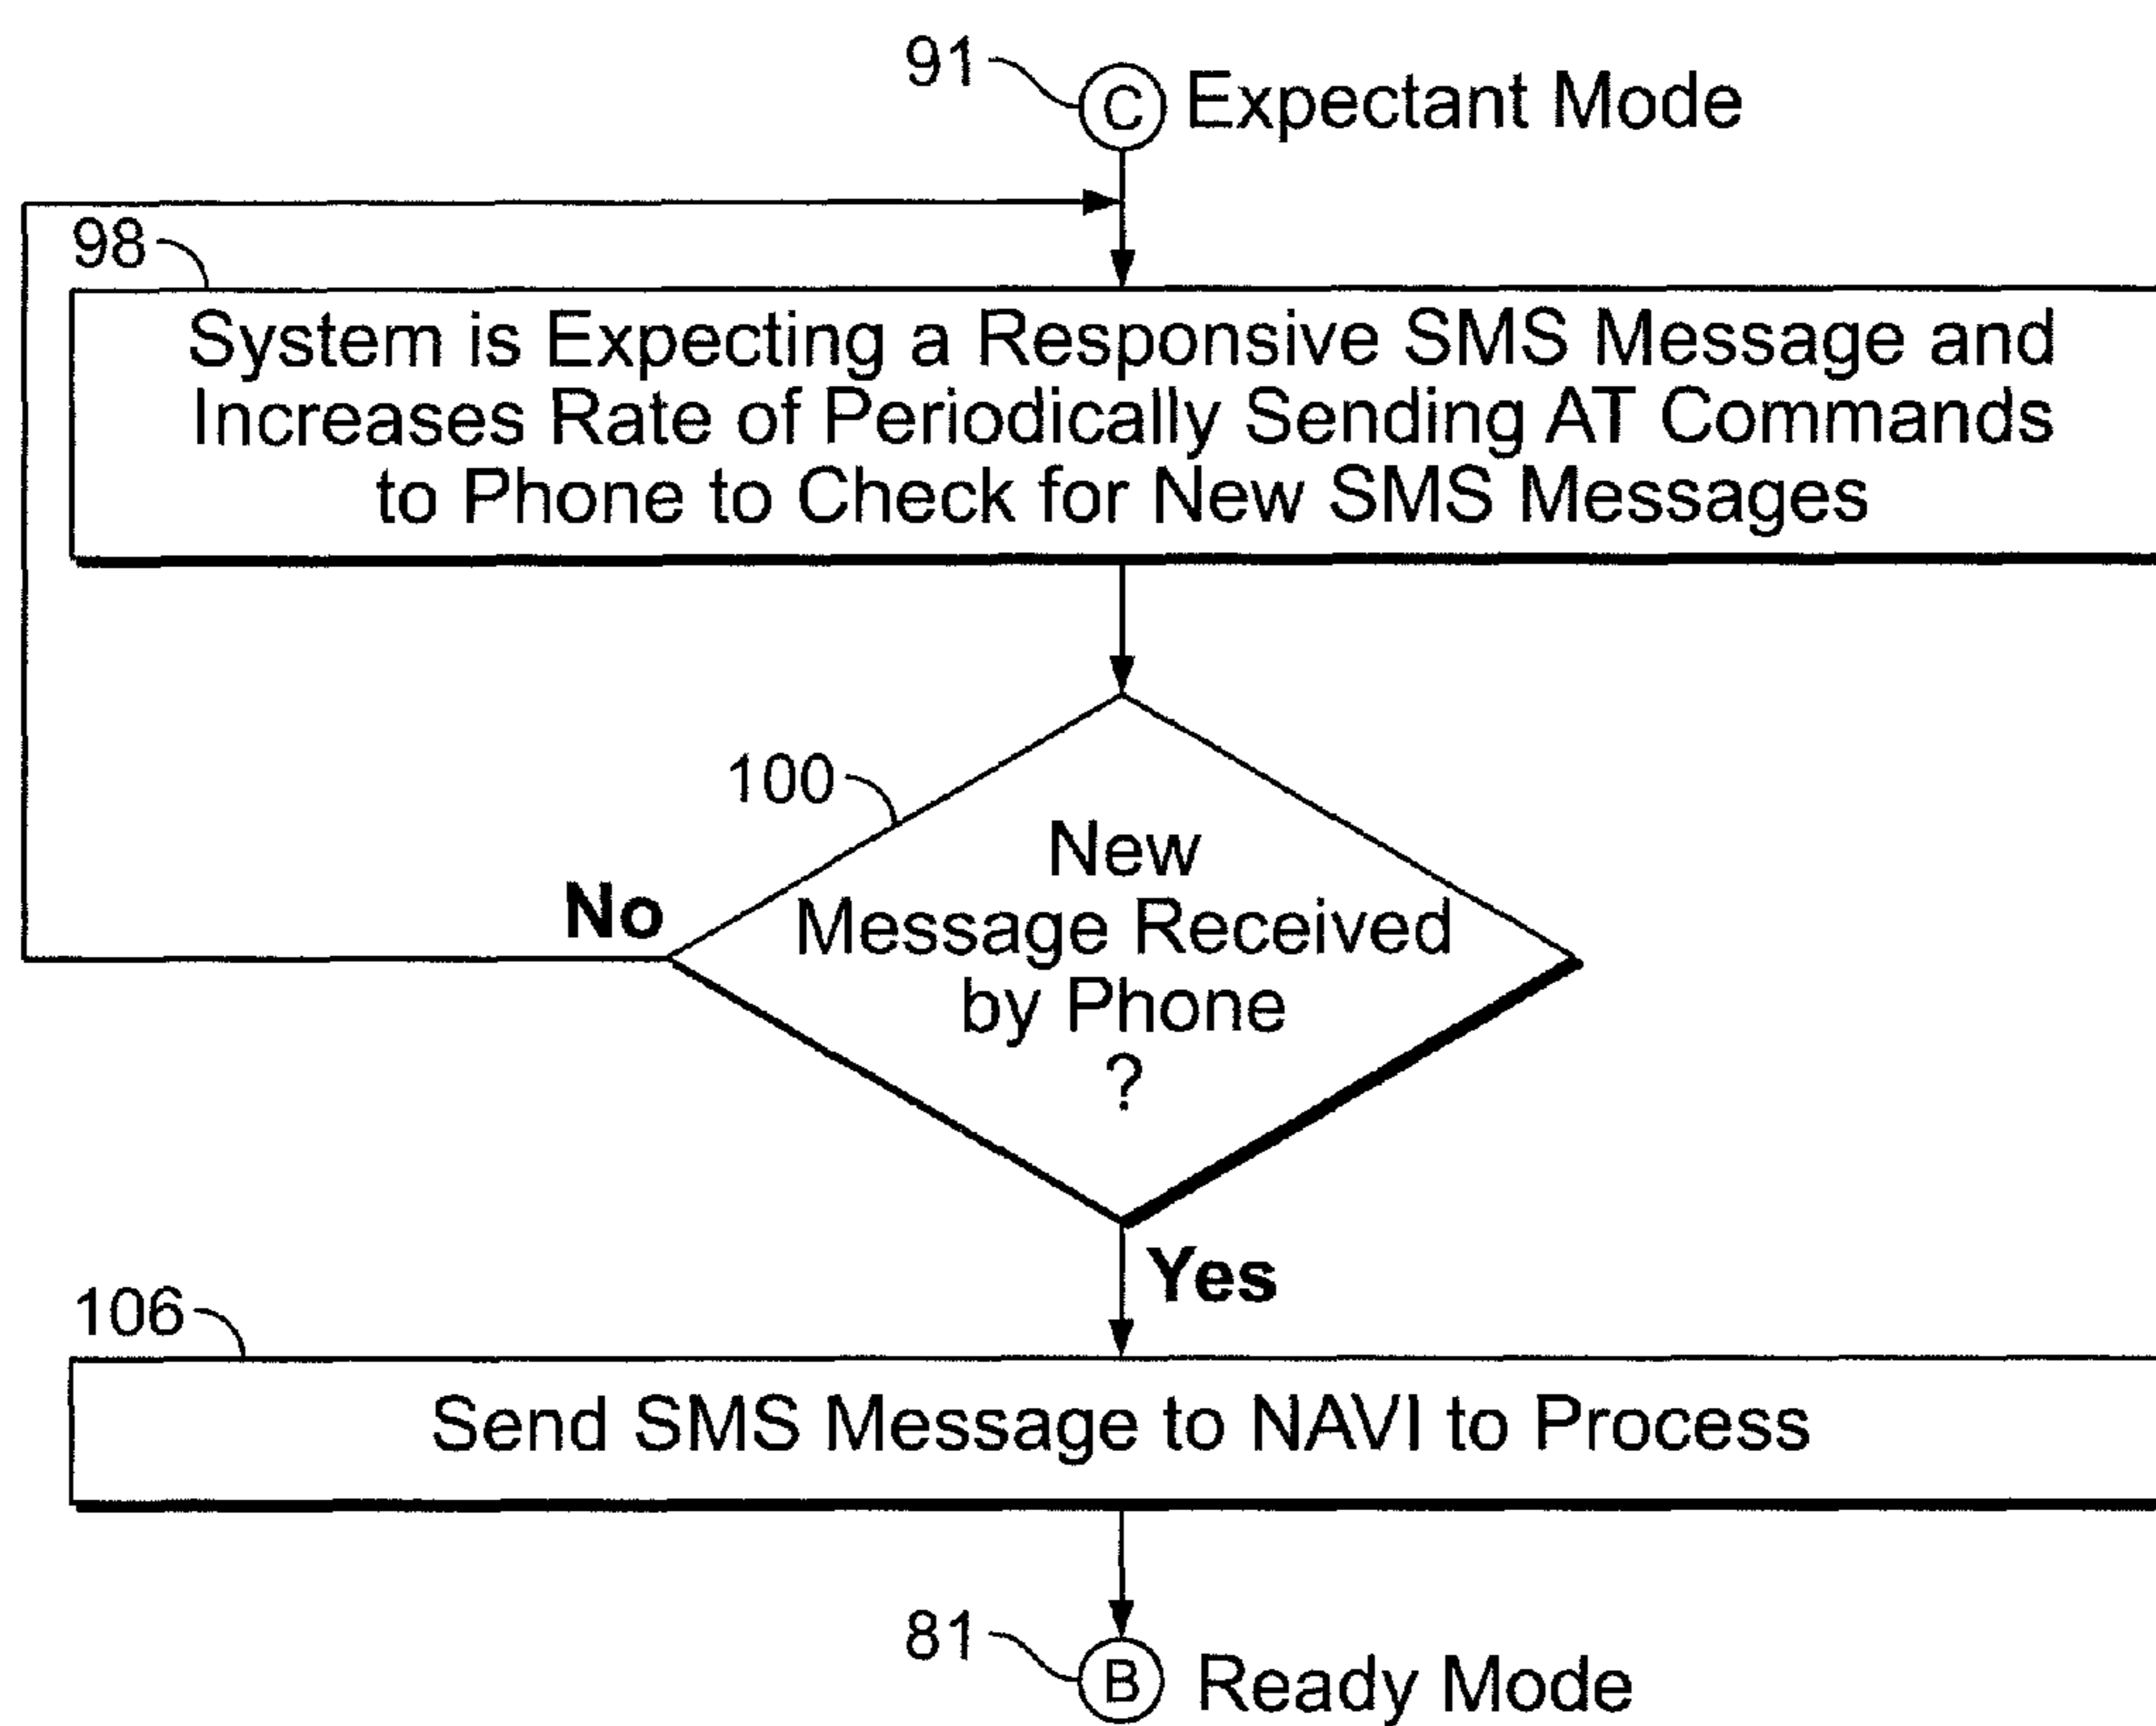 91
C Expectant Mode
98
System is Expecting a Responsive SMS Message and
Increases Rate of Periodically Sending AT Commands
to Phone to Check for New SMS Messages
100
New
Message Received
by Phone
?
No
Yes
106
Send SMS Message to NAVI to Process
81
B Ready Mode